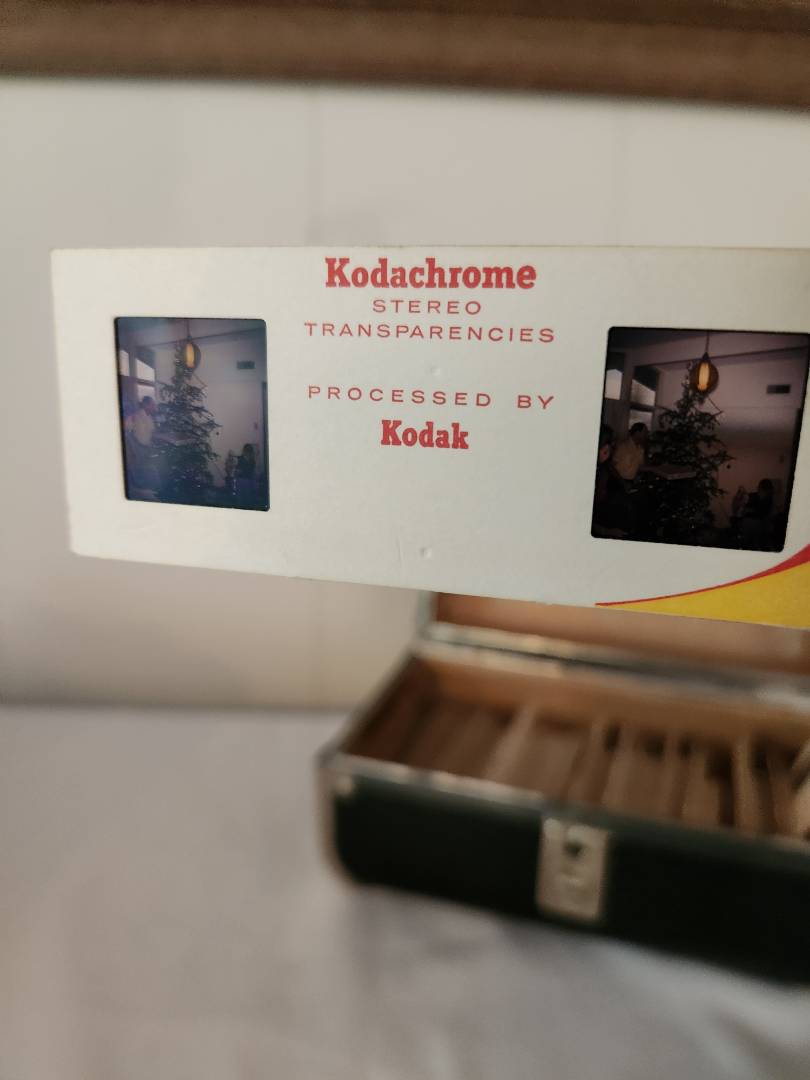 Kodachrome
STEREO
TRANSPARENCIES
PROCESSED BY
Kodak